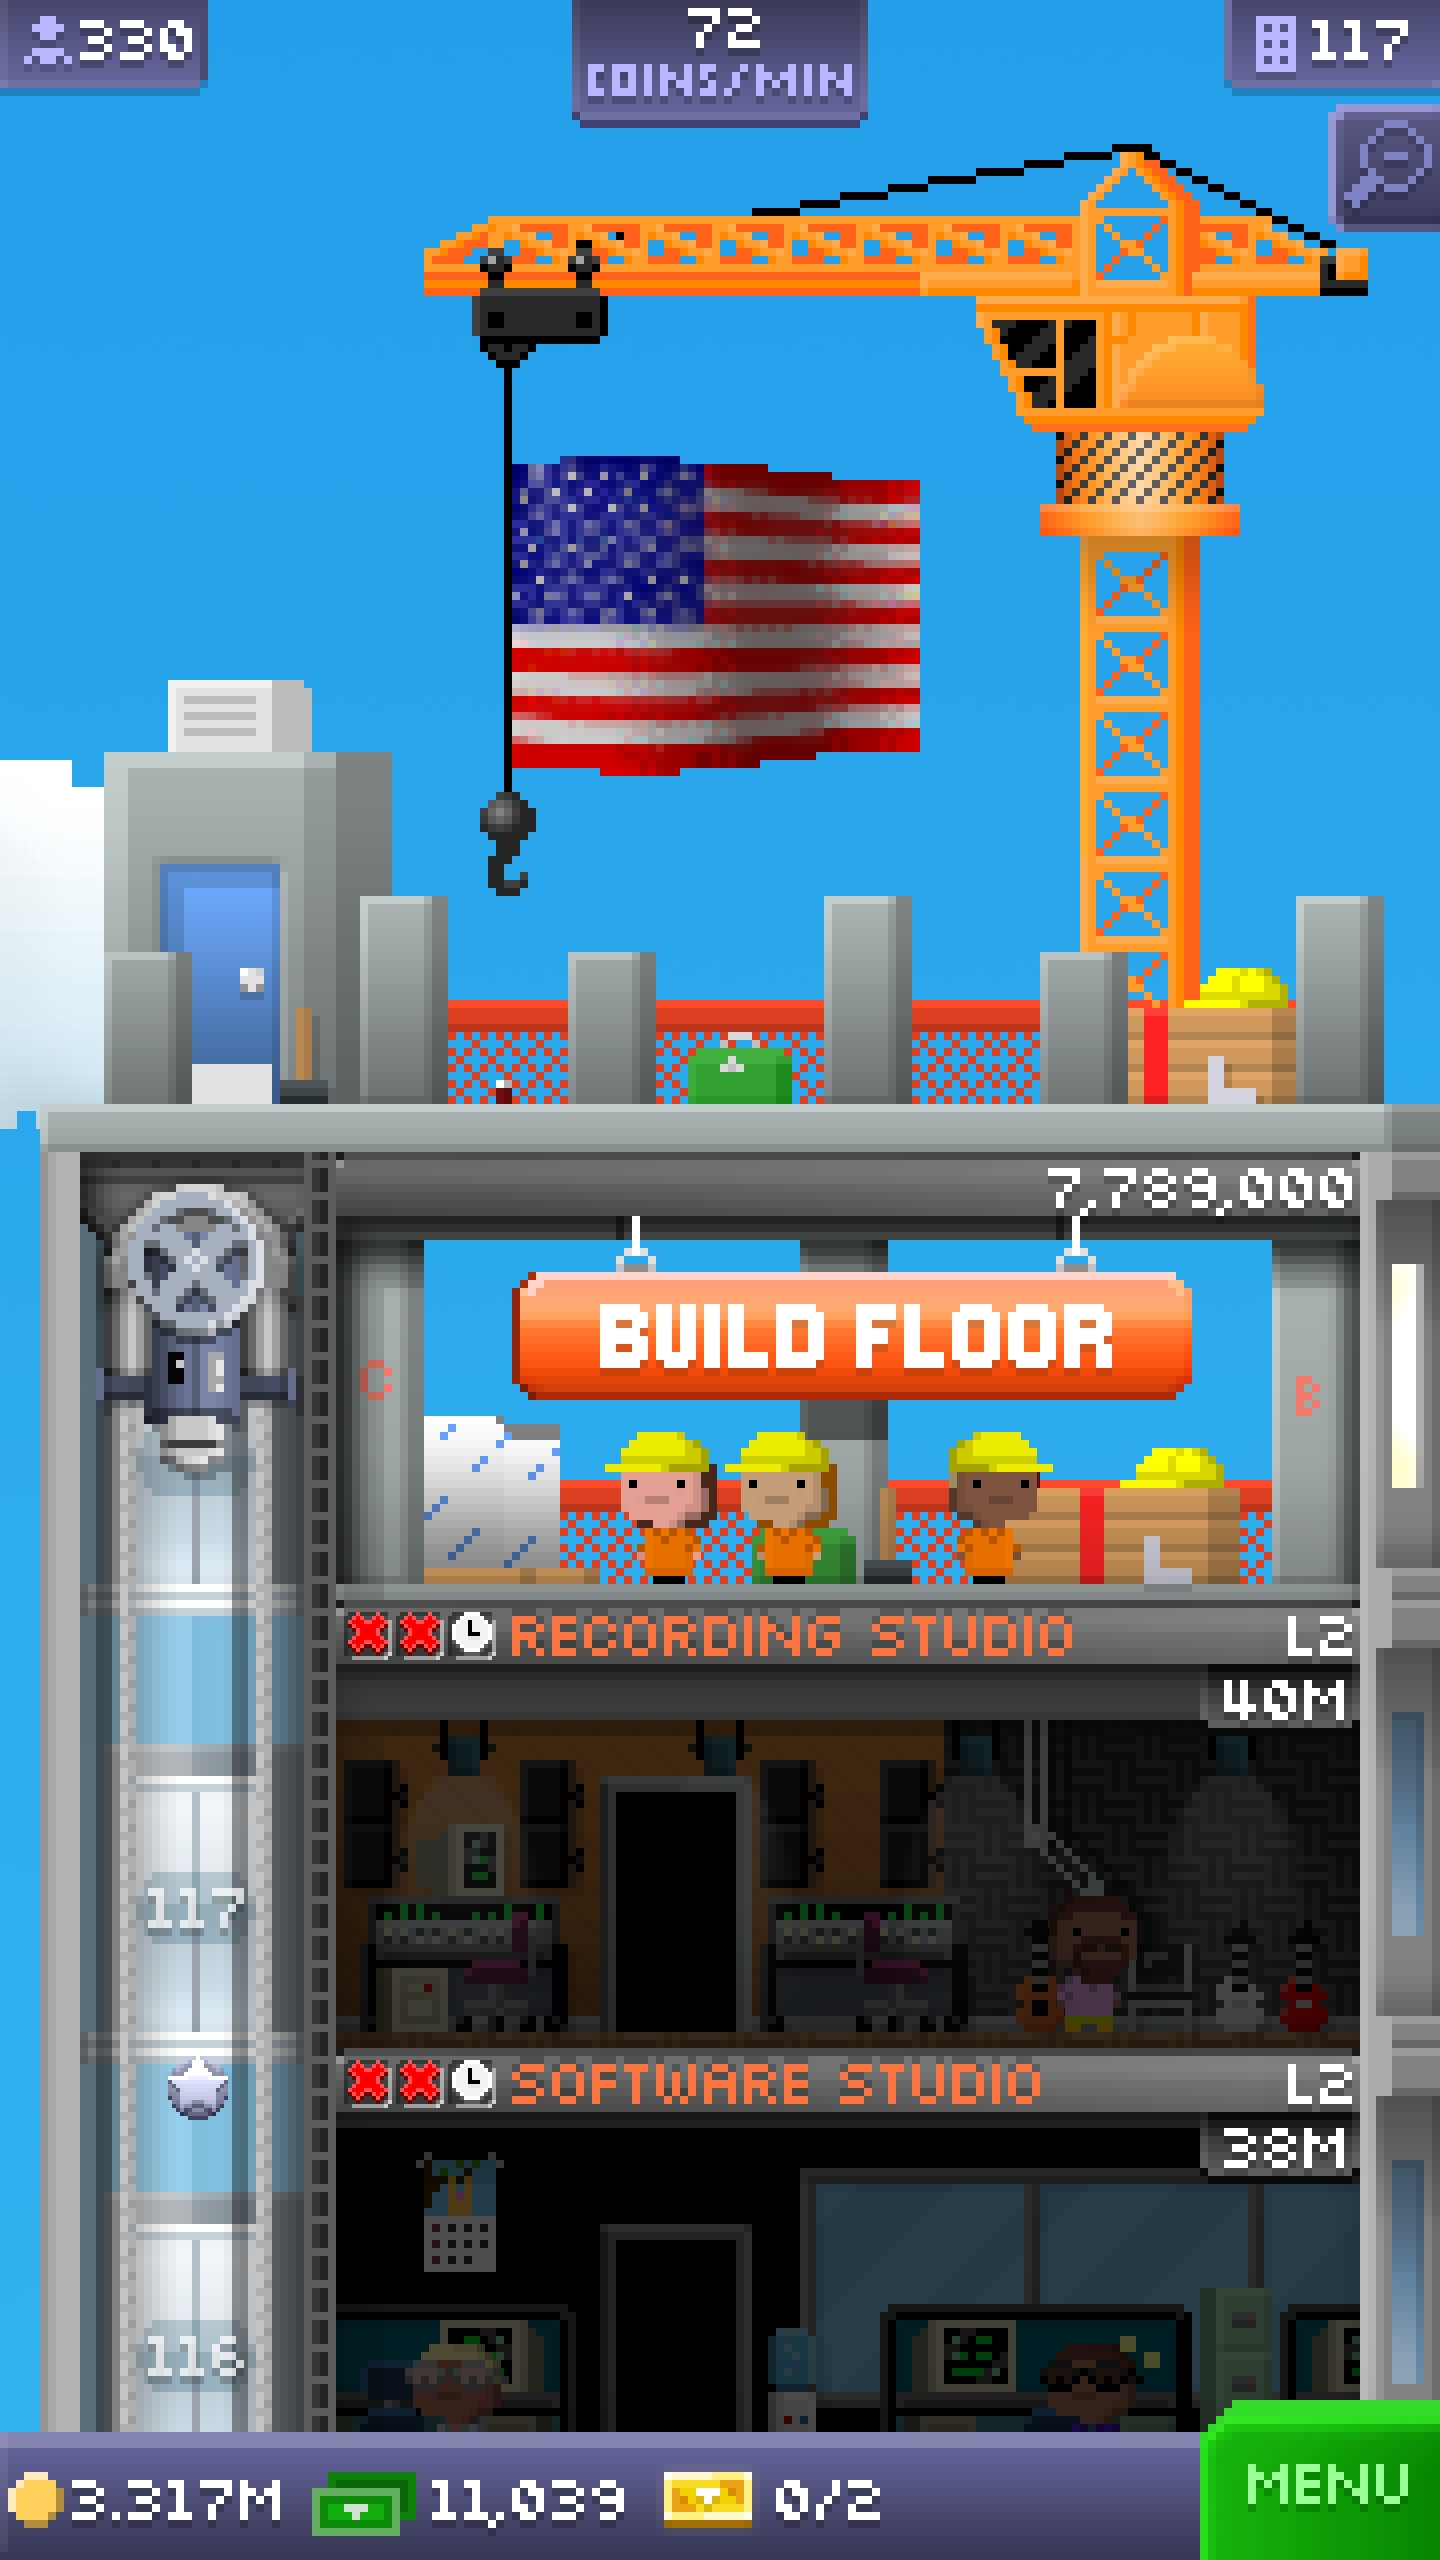 330
72
COINS/MIN
117
7,789,000
BUILD FLOOR
C
B
RECORDING STUDIO
L2
40M
117
SOFTWARE STUDIO
L2
38M
116
3.317M
11,039
0/2
MENU